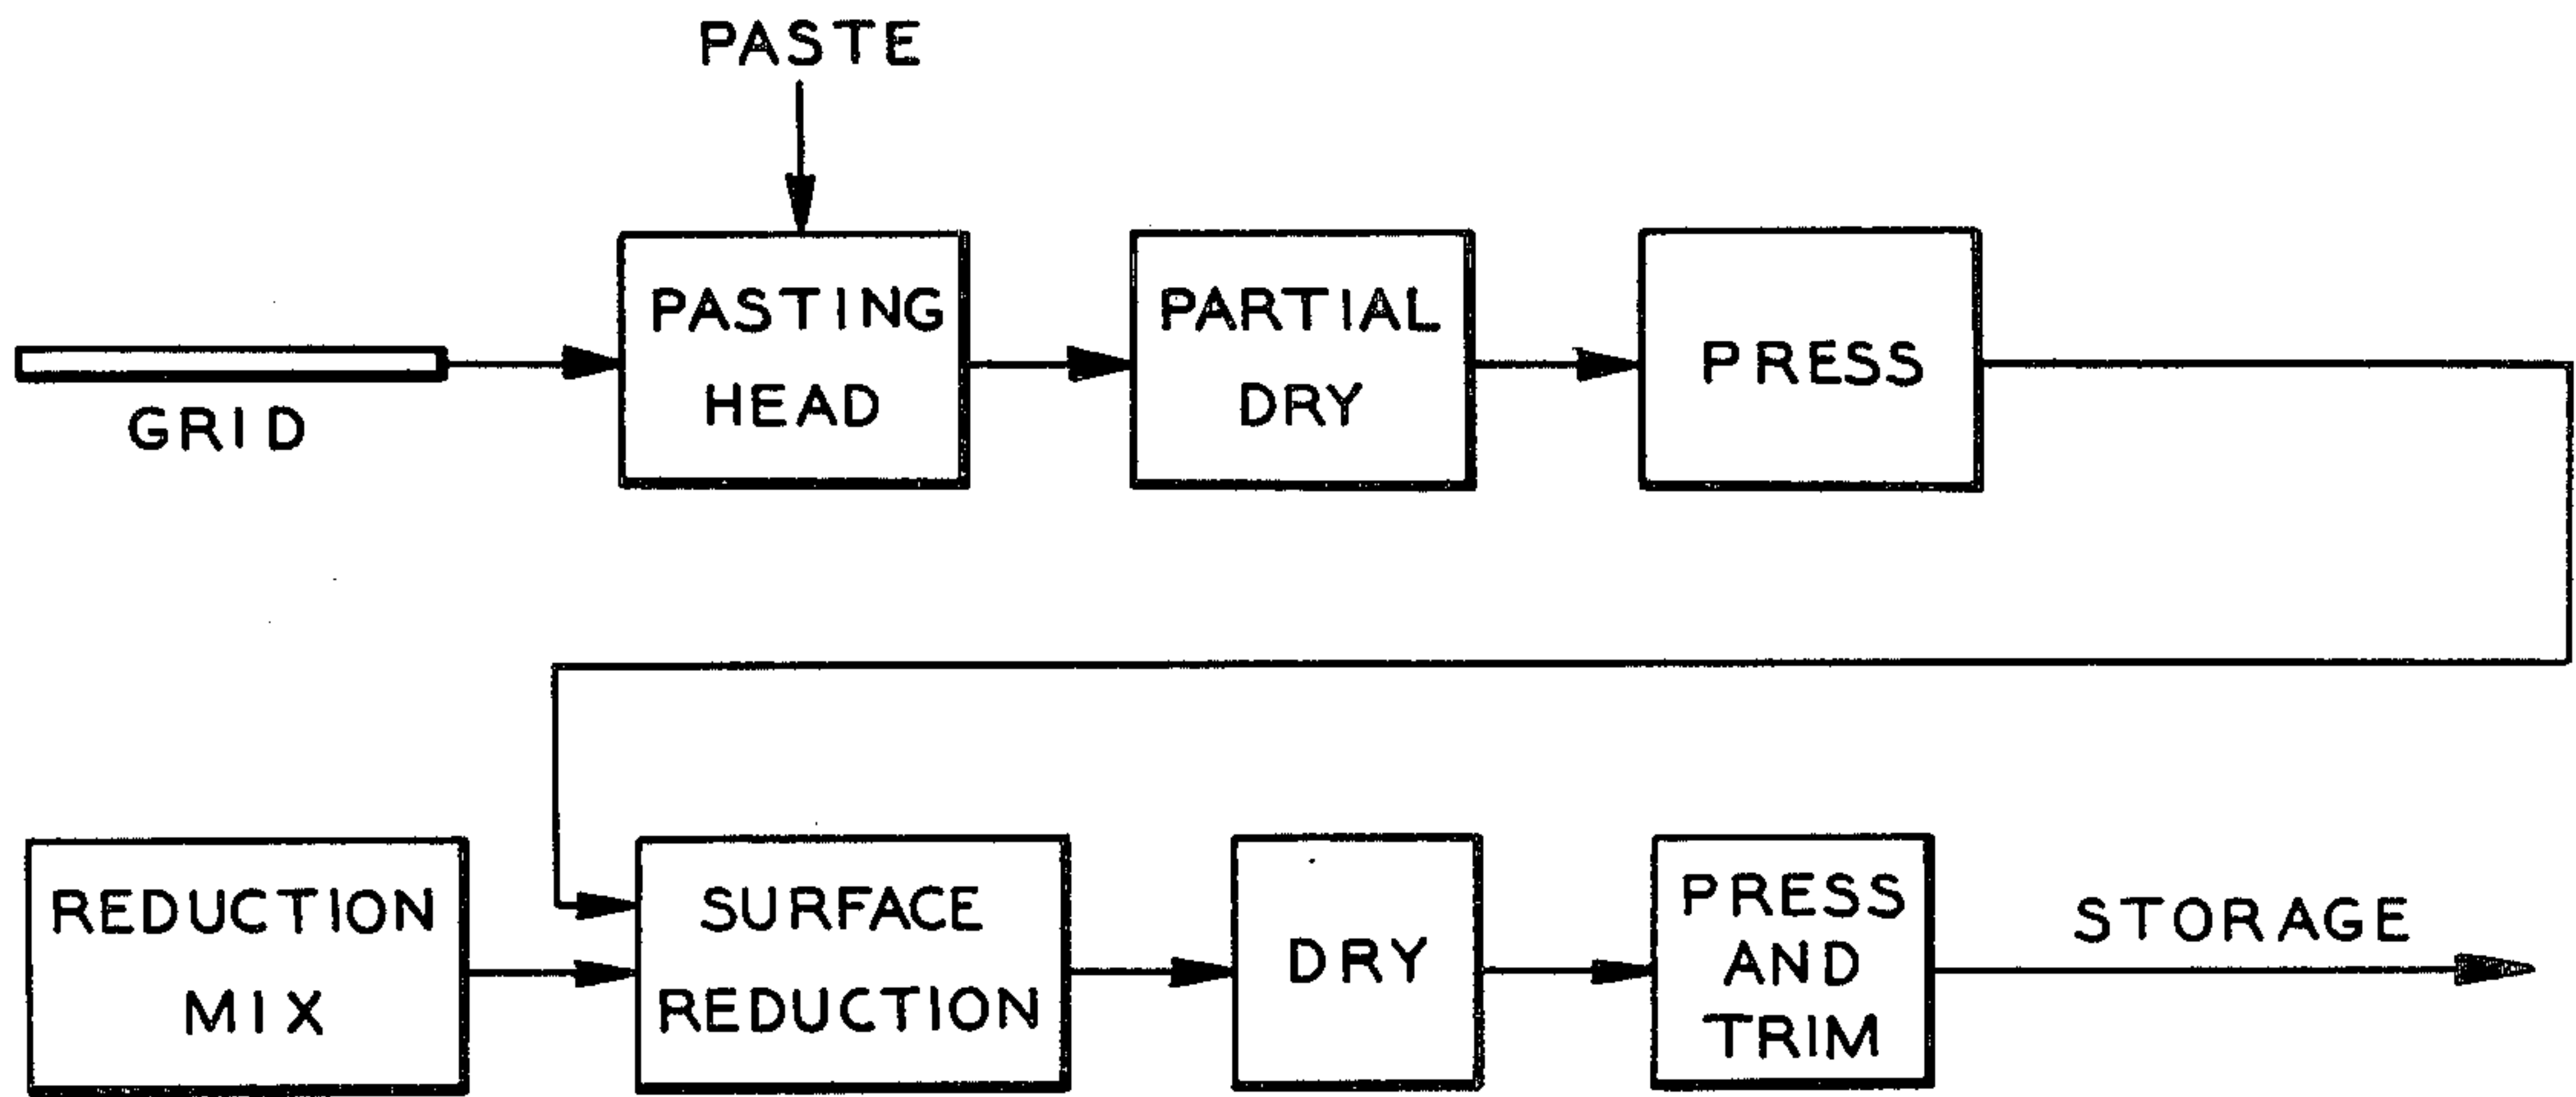 PASTE
PASTING
HEAD
PARTIAL
DRY
PRESS
GRID
REDUCTION
MIX
SURFACE
REDUCTION
DRY
PRESS
AND
TRIM
STORAGE